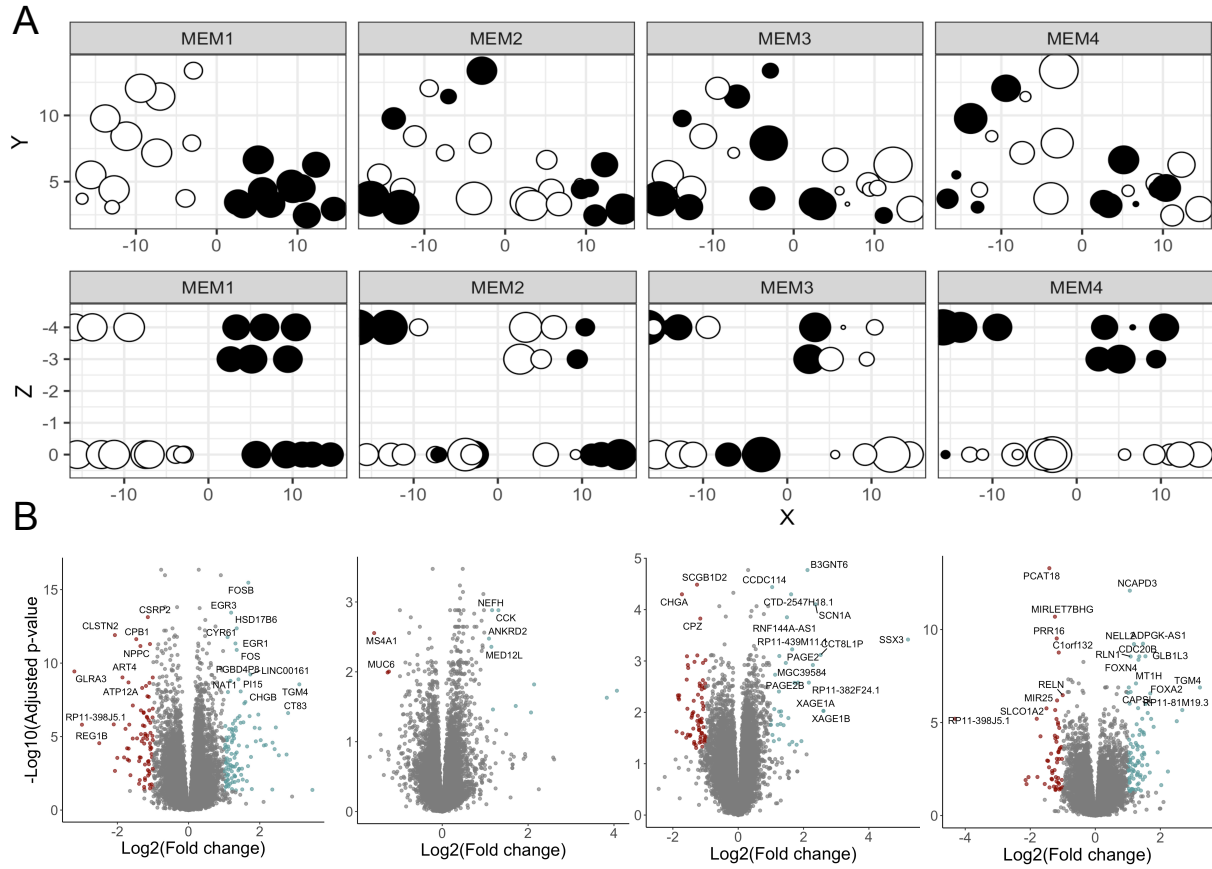 A
MEM1 MEM2 MEM3 MEM4
Y
10
5
-10 0 10 -10 0 10 -10 0 10 -10 0 10
MEM1 MEM2 MEM3 MEM4
Z
-4
-3
-2
-1
0
-10 0 10 -10 0 10 -10 0 10 -10 0 10
X
B
-Log10(Adjusted p-value)
15
10
5
0
FOSB
EGR3
CSRP2
HSD17B6
CLSTN2
CPB1
CYR61
EGR1
NPPC
FOS
ART4
PGBD4P8
LINC00161
GLRA3
NAT1
PI15
ATP12A
TGM4
CHGB
RP11-398J5.1
CT83
REG1B
-2 0 2
Log2(Fold change)
3
2
1
0
NEFH
CCK
ANKRD2
MS4A1
MED12L
MUC6
0 2 4
Log2(Fold change)
5
4
3
2
1
0
B3GNT6
SCGB1D2
CCDC114
CHGA
CTD-2547H18.1
SCN1A
CPZ
RNF144A-AS1
RP11-439M11.1
CCT8L1P
SSX3
PAGE2
MGC39584
PAGE2B
RP11-382F24.1
XAGE1A
XAGE1B
-2 0 2 4
Log2(Fold change)
10
5
0
PCAT18
NCAPD3
MIRLET7BHG
PRR16
NELL2
ADPGK-AS1
C1orf132
CDC20B
RLN1
GLB1L3
FOXN4
MT1H
TGM4
RELN
FOXA2
MIR25
CAPSL
RP11-81M19.3
SLCO1A2
RP11-398J5.1
-4 -2 0 2
Log2(Fold change)